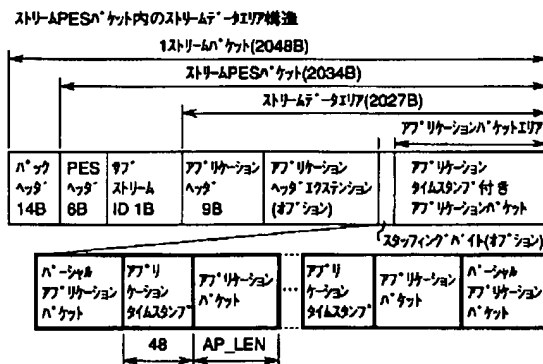 ストリームPESパケット内のストリームデータエリア構造
1ストリームパケット(2048B)
ストリームPESパケット(2034B)
ストリームデータエリア(2027B)
アプリケーションパケットエリア
パック
ヘッダ
14B
PES
ヘッダ
6B
サブ
ストリーム
ID 1B
アプリケーション
ヘッダ
9B
アプリケーション
ヘッダエクステンション
(オプション)
アプリケーション
タイムスタンプ付き
アプリケーションパケット
スタッフィングバイト(オプション)
パーシャル
アプリケーション
パケット
アプリ
ケーション
タイムスタンプ
アプリケーション
パケット
…
アプリ
ケーション
タイムスタンプ
アプリケーション
パケット
パーシャル
アプリケーション
パケット
48
AP_LEN